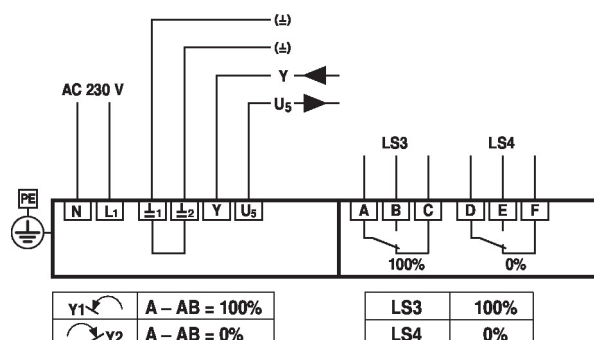 (⏊)
(⏊)
Y
U5
AC 230 V
LS3 LS4
PE
N L1 ⏊1 ⏊2 Y U5 A B C D E F
100% 0%
Y1 A – AB = 100%
Y2 A – AB = 0%
LS3 100%
LS4 0%